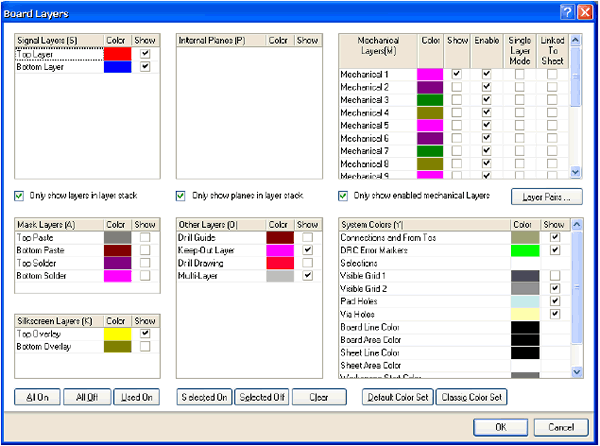 Board Layers
Signal Layers (S) Color Show
Top Layer
Bottom Layer
Internal Planes (P) Color Show
Mechanical Layers(M) Color Show Enable Single Layer Mode Linked To Sheet
Mechanical 1
Mechanical 2
Mechanical 3
Mechanical 4
Mechanical 5
Mechanical 6
Mechanical 7
Mechanical 8
Mechanical 9
Only show layers in layer stack
Only show planes in layer stack
Only show enabled mechanical Layers
Layer Pairs ...
Mask Layers (A) Color Show
Top Paste
Bottom Paste
Top Solder
Bottom Solder
Other Layers (O) Color Show
Drill Guide
Keep-Out Layer
Drill Drawing
Multi-Layer
System Colors (Y) Color Show
Connections and From Tos
DRC Error Markers
Selections
Visible Grid 1
Visible Grid 2
Pad Holes
Via Holes
Board Line Color
Board Area Color
Sheet Line Color
Sheet Area Color
Workspace Start Color
Silkscreen Layers (K) Color Show
Top Overlay
Bottom Overlay
All On
All Off
Used On
Selected On
Selected Off
Clear
Default Color Set
Classic Color Set
OK
Cancel